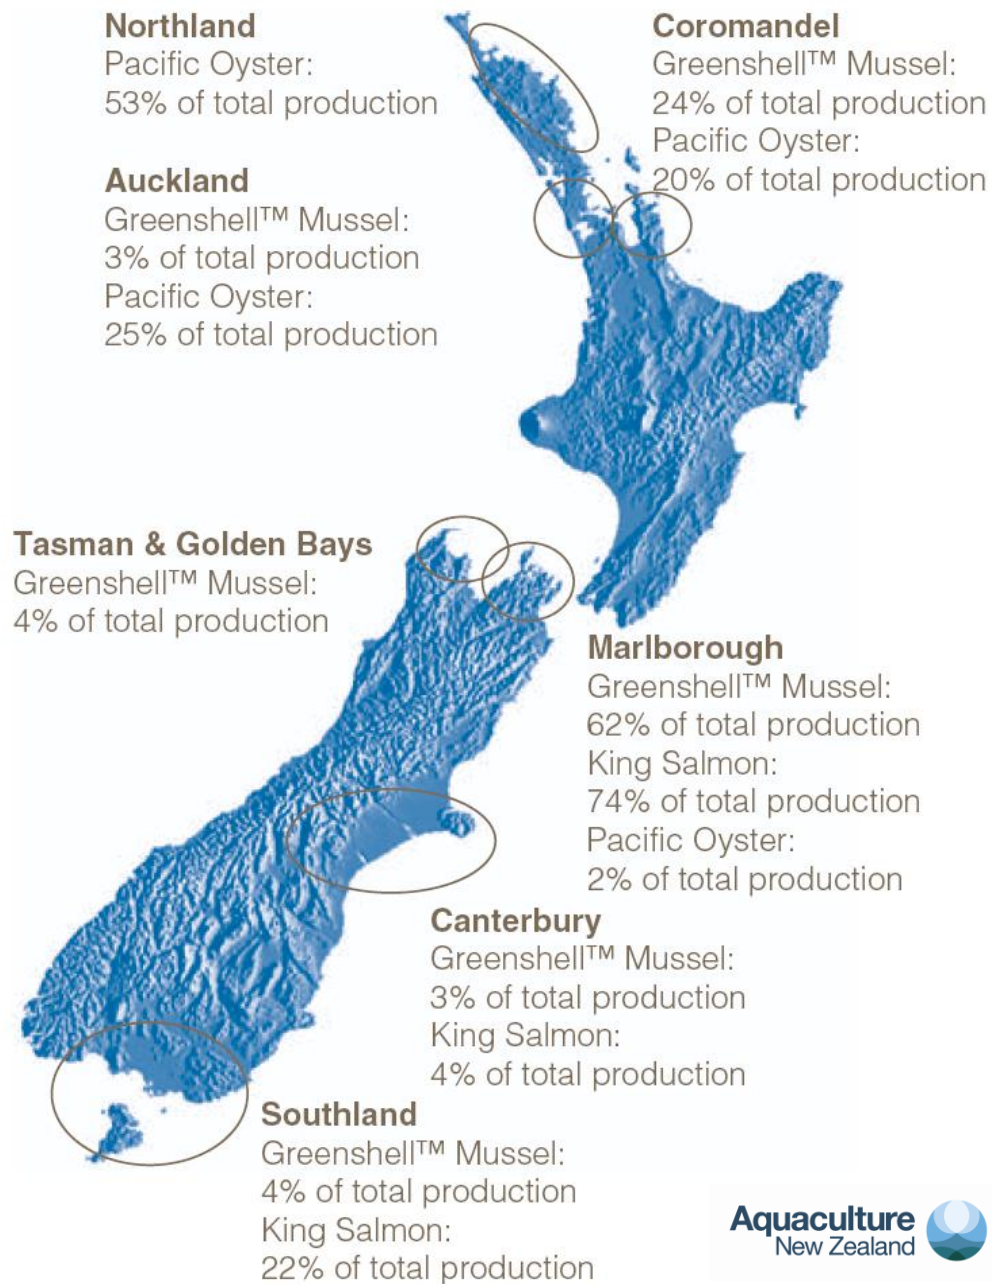 Northland
Pacific Oyster:
53% of total production
Coromandel
Greenshell™ Mussel:
24% of total production
Pacific Oyster:
20% of total production
Auckland
Greenshell™ Mussel:
3% of total production
Pacific Oyster:
25% of total production
Tasman & Golden Bays
Greenshell™ Mussel:
4% of total production
Marlborough
Greenshell™ Mussel:
62% of total production
King Salmon:
74% of total production
Pacific Oyster:
2% of total production
Canterbury
Greenshell™ Mussel:
3% of total production
King Salmon:
4% of total production
Southland
Greenshell™ Mussel:
4% of total production
King Salmon:
22% of total production
Aquaculture
New Zealand